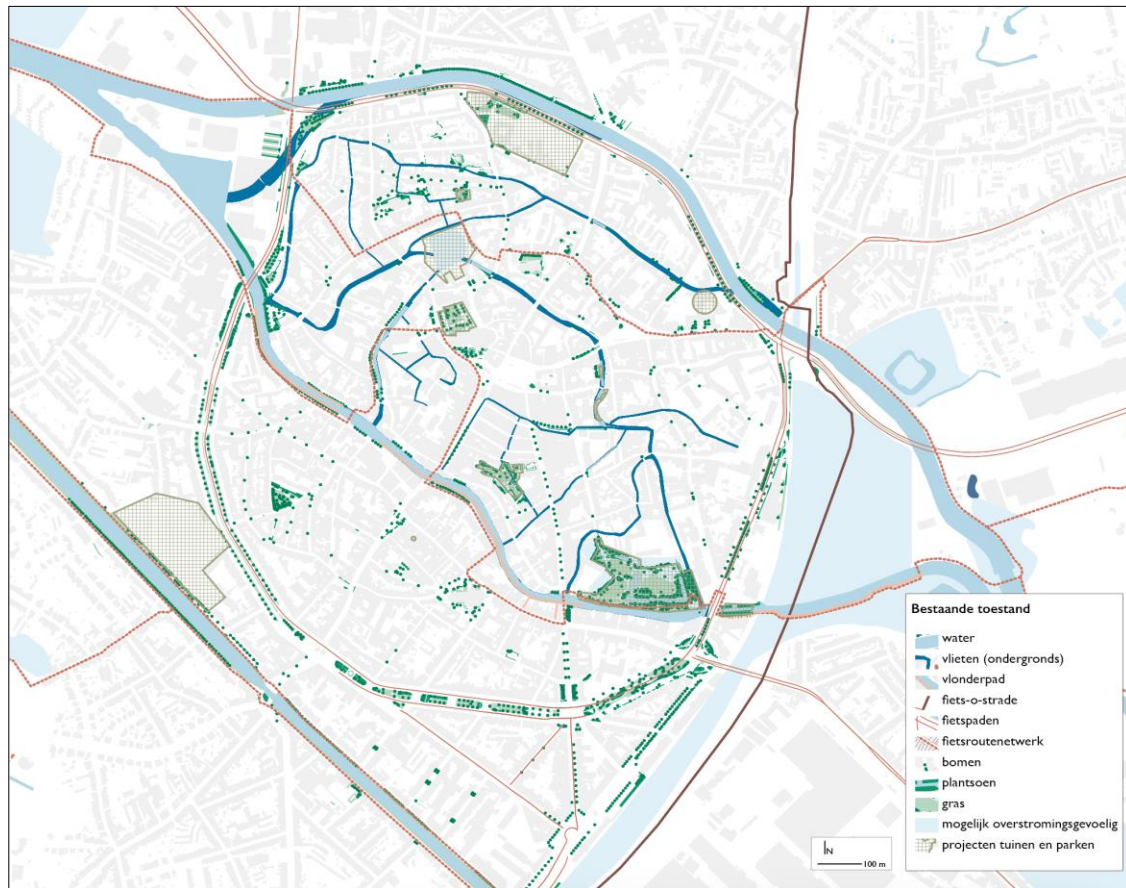 Bestaande toestand
water
vlieten (ondergronds)
vlonderpad
fiets-o-strade
fietspaden
fietsroutenetwerk
bomen
plantsoen
gras
mogelijk overstromingsgevoelig
projecten tuinen en parken
N
100 m